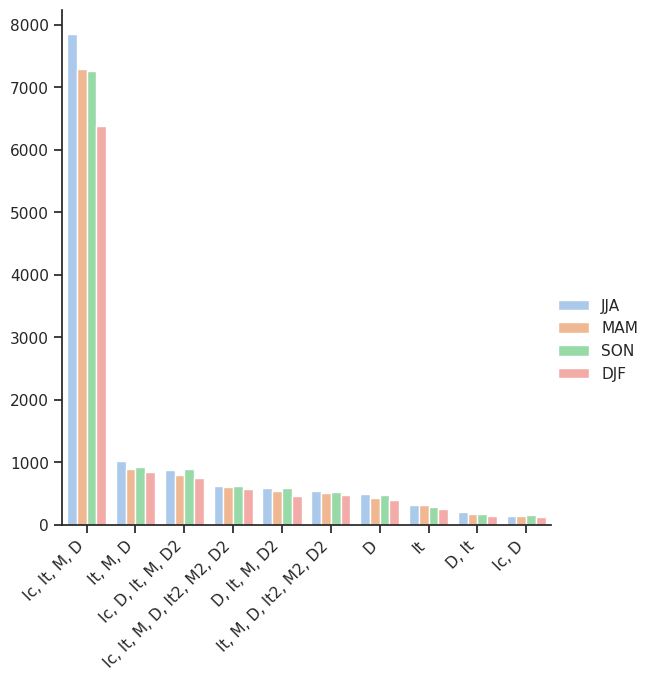 8000
7000
6000
5000
4000
3000
2000
1000
0
Ic, It, M, D
It, M, D
Ic, D, It, M, D2
Ic, It, M, D, It2, M2, D2
D, It, M, D2
It, M, D, It2, M2, D2
D
It
D, It
Ic, D
JJA
MAM
SON
DJF